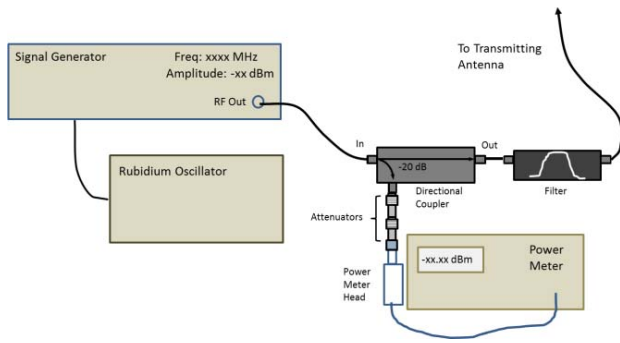 Signal Generator
Freq: xxxx MHz
Amplitude: -xx dBm
RF Out
To Transmitting
Antenna
Rubidium Oscillator
In
-20 dB
Out
Directional
Coupler
Filter
Attenuators
Power
Meter
Head
-xx.xx dBm
Power
Meter